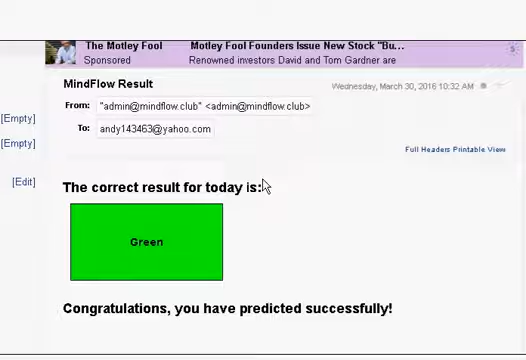 The Motley Fool Motley Fool Founders Issue New Stock "Bu...
Sponsored Renowned investors David and Tom Gardner are
MindFlow Result
Wednesday, March 30, 2016 10:32 AM
From: "admin@mindflow.club" <admin@mindflow.club>
[Empty]
To: andy143463@yahoo.com
[Empty]
Full Headers Printable View
[Edit]
The correct result for today is:
Green
Congratulations, you have predicted successfully!